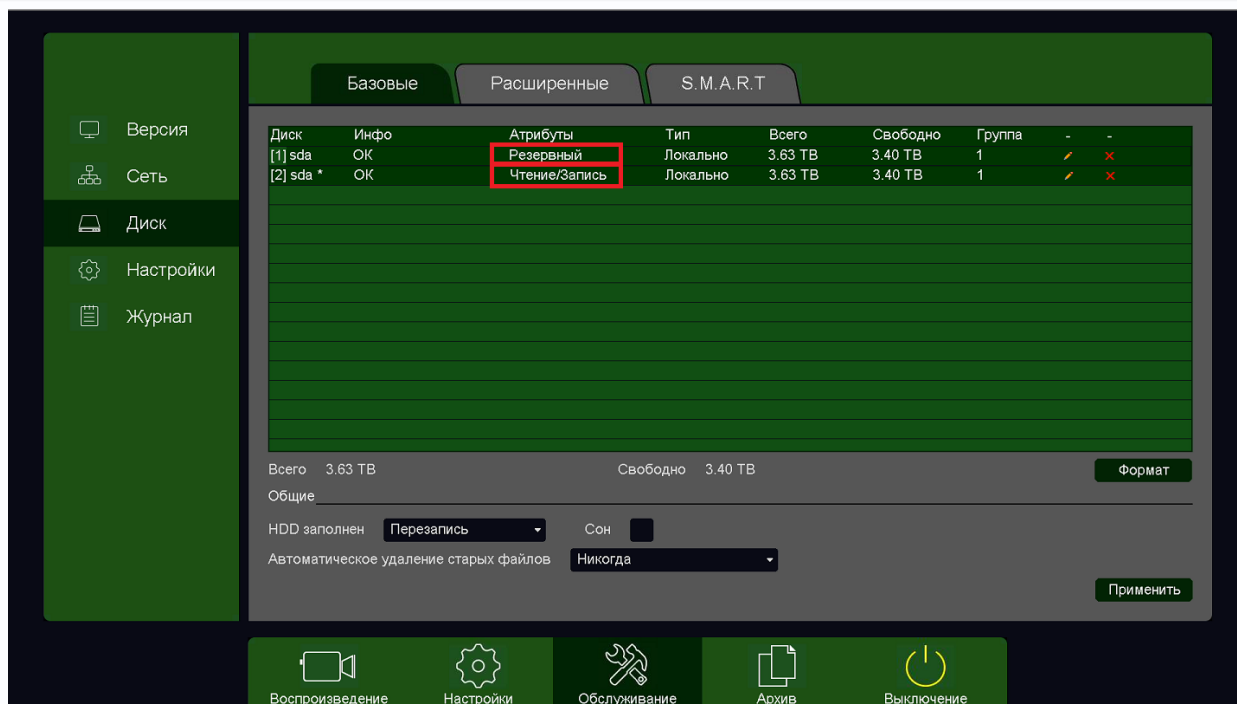 Базовые Расширенные S.M.A.R.T
Версия
Сеть
Диск
Настройки
Журнал
Диск Инфо Атрибуты Тип Всего Свободно Группа - -
[1] sda ОК Резервный Локально 3.63 TB 3.40 TB 1
[2] sda * ОК Чтение/Запись Локально 3.63 TB 3.40 TB 1
Всего 3.63 TB Свободно 3.40 TB Формат
Общие
HDD заполнен Перезапись Сон
Автоматическое удаление старых файлов Никогда
Применить
Воспроизведение Настройки Обслуживание Архив Выключение